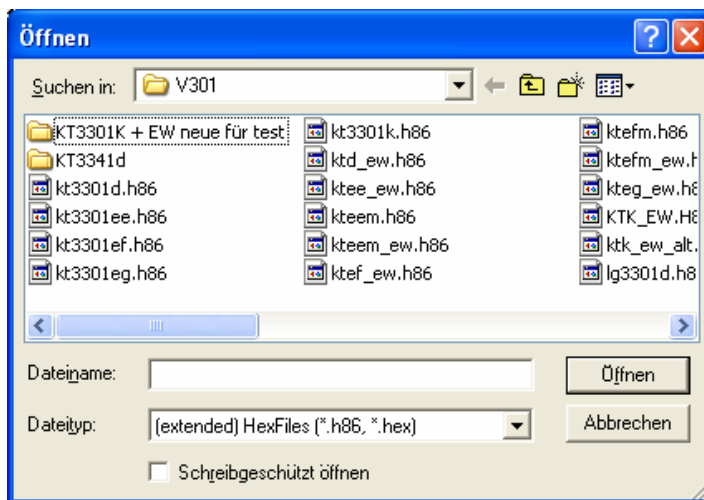 Öffnen
Suchen in: V301
KT3301K + EW neue für test kt3301k.h86 ktefm.h86
KT3341d ktd_ew.h86 ktefm_ew.h
kt3301d.h86 ktee_ew.h86 kteg_ew.h8
kt3301ee.h86 kteem.h86 KTK_EW.H8
kt3301ef.h86 kteem_ew.h86 ktk_ew_alt.
kt3301eg.h86 ktef_ew.h86 lg3301d.h8
Dateiname: Öffnen
Dateityp: (extended) HexFiles (*.h86, *.hex) Abbrechen
Schreibgeschützt öffnen